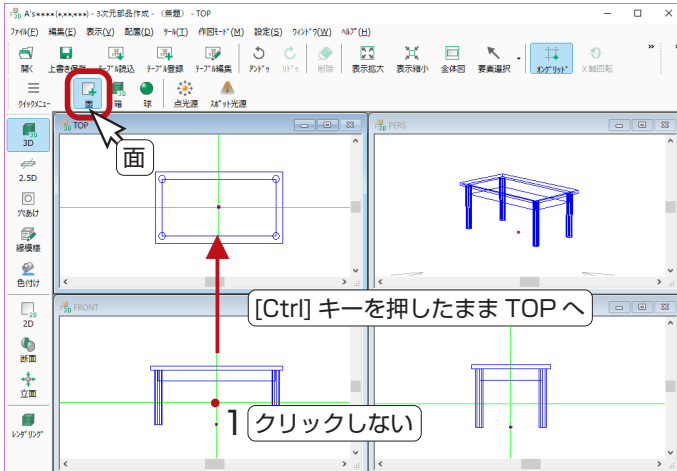 A's****(*.**.***) - 3次元部品作成 - （無題） - TOP
ファイル(F) 編集(E) 表示(V) 配置(D) ツール(T) 作図モード(M) 設定(S) ウィンドウ(W) ヘルプ(H)
開く 上書き保存 テーブル読込 テーブル登録 テーブル編集 アンドゥ リドゥ 削除 表示拡大 表示縮小 全体図 要素選択 オングリッド X軸回転
クイックメニュー 面 箱 球 点光源 スポット光源
面
3D
2.5D
穴あけ
線模様
色付け
2D
断面
立面
レンダリング
TOP
PERS
FRONT
[Ctrl] キーを押したまま TOP へ
1 クリックしない